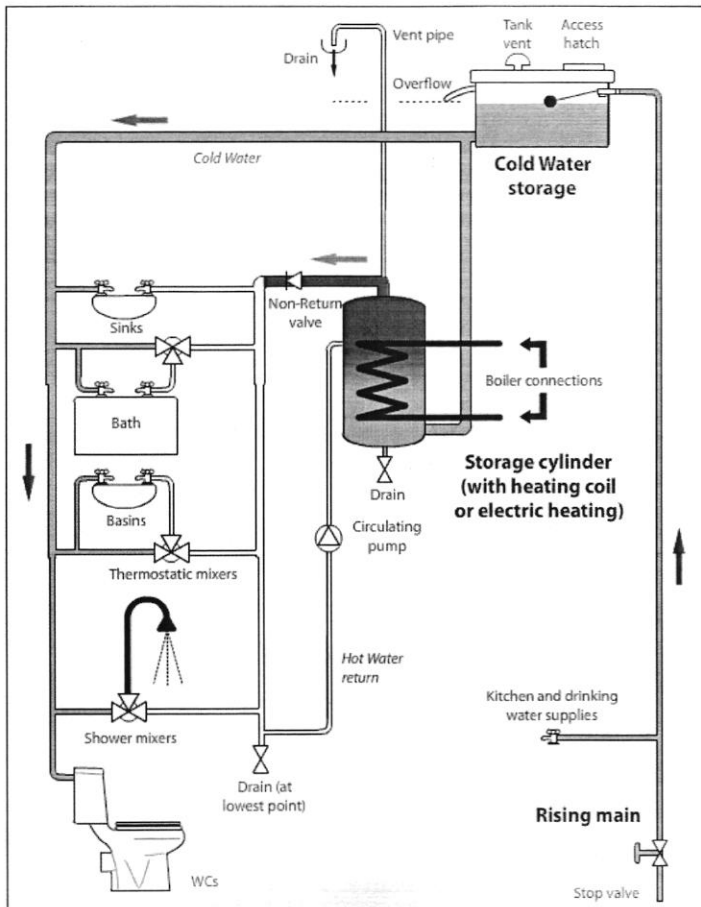 Vent pipe
Tank
vent
Access
hatch
Drain
Overflow
Cold Water
Cold Water
storage
Non-Return
valve
Sinks
Boiler connections
Bath
Storage cylinder
(with heating coil
or electric heating)
Drain
Basins
Circulating
pump
Thermostatic mixers
Hot Water
return
Kitchen and drinking
water supplies
Shower mixers
Drain (at
lowest point)
Rising main
WCs
Stop valve